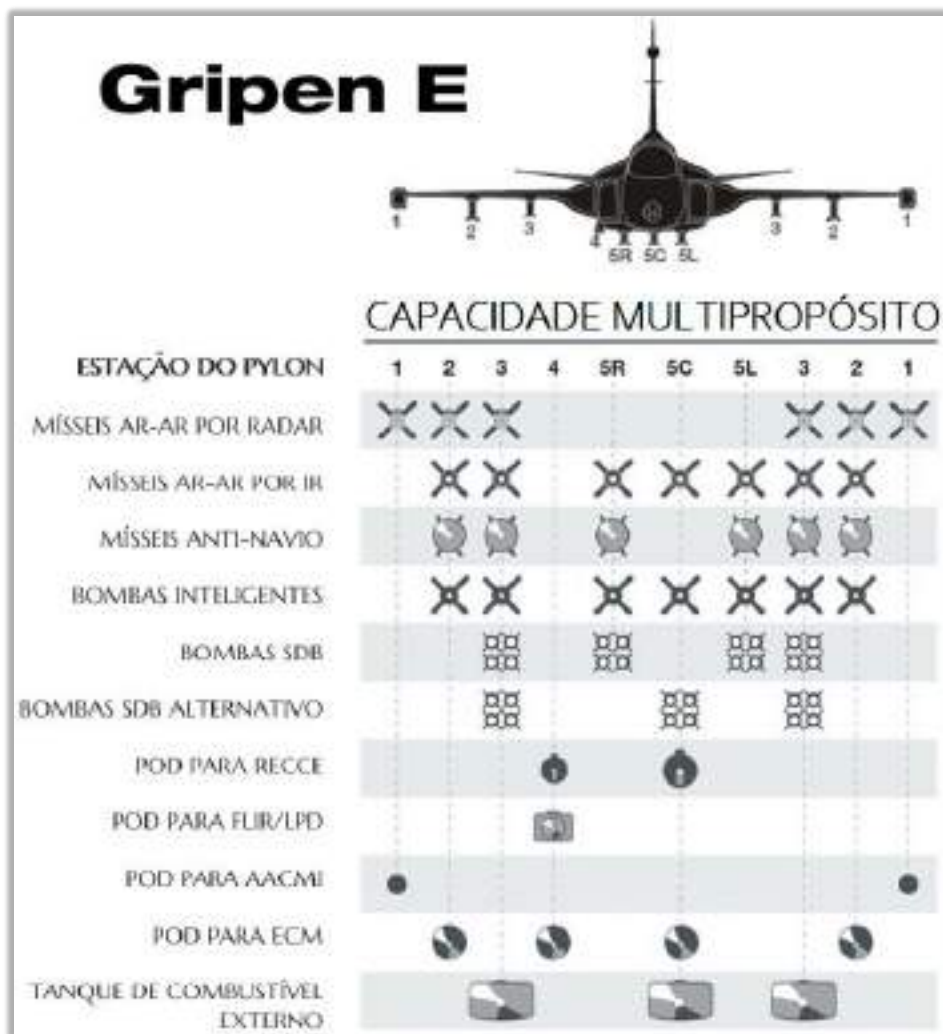 Gripen E
1 2 3 4 5R 5C 5L 3 2 1
CAPACIDADE MULTIPROPÓSITO
ESTAÇÃO DO PYLON 1 2 3 4 5R 5C 5L 3 2 1
MÍSSEIS AR-AR POR RADAR
MÍSSEIS AR-AR POR IR
MÍSSEIS ANTI-NAVIO
BOMBAS INTELIGENTES
BOMBAS SDB
BOMBAS SDB ALTERNATIVO
POD PARA RECCE
POD PARA FLIR/LPD
POD PARA AACMI
POD PARA ECM
TANQUE DE COMBUSTÍVEL
EXTERNO